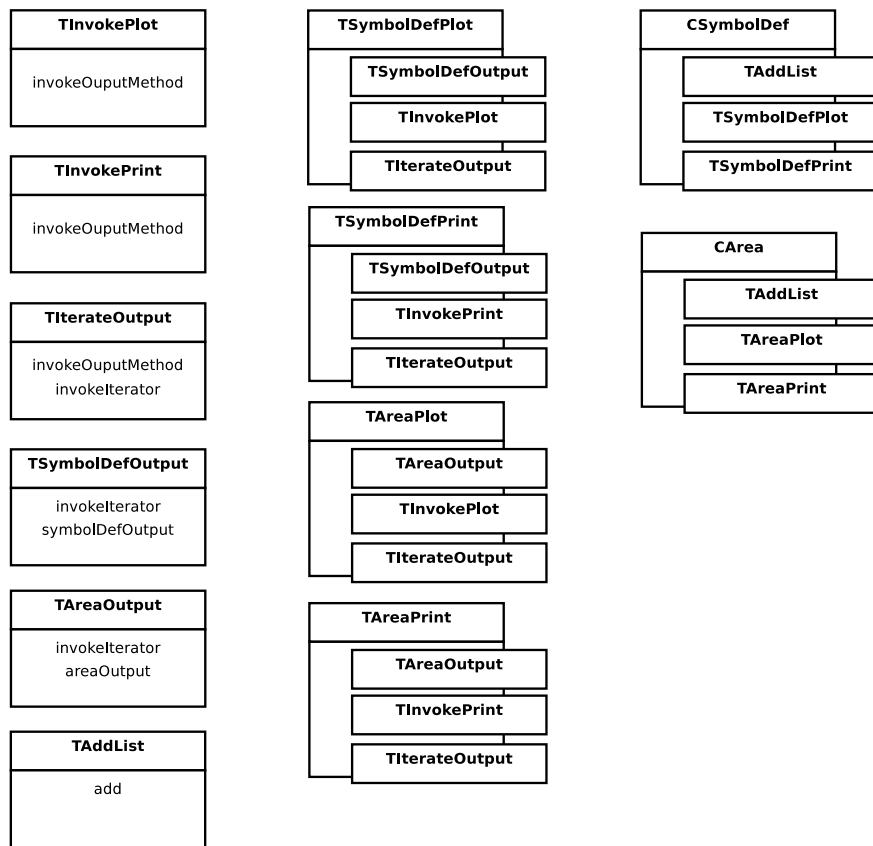 TInvokePlot
invokeOuputMethod
TInvokePrint
invokeOuputMethod
TIterateOutput
invokeOuputMethod
invokeIterator
TSymbolDefOutput
invokeIterator
symbolDefOutput
TAreaOutput
invokeIterator
areaOutput
TAddList
add
TSymbolDefPlot
TSymbolDefOutput
TInvokePlot
TIterateOutput
TSymbolDefPrint
TSymbolDefOutput
TInvokePrint
TIterateOutput
TAreaPlot
TAreaOutput
TInvokePlot
TIterateOutput
TAreaPrint
TAreaOutput
TInvokePrint
TIterateOutput
CSymbolDef
TAddList
TSymbolDefPlot
TSymbolDefPrint
CArea
TAddList
TAreaPlot
TAreaPrint